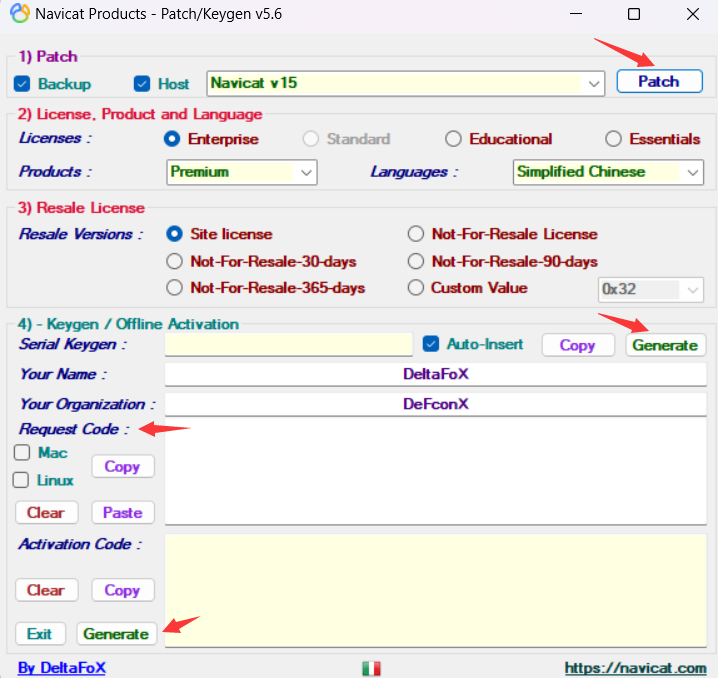 Navicat Products - Patch/Keygen v5.6
1) Patch
Backup Host Navicat v15 Patch
2) License, Product and Language
Licenses : Enterprise Standard Educational Essentials
Products : Premium Languages : Simplified Chinese
3) Resale License
Resale Versions : Site license Not-For-Resale License
Not-For-Resale-30-days Not-For-Resale-90-days
Not-For-Resale-365-days Custom Value 0x32
4) - Keygen / Offline Activation
Serial Keygen : Auto-Insert Copy Generate
Your Name : DeltaFoX
Your Organization : DeFconX
Request Code :
Mac
Copy
Linux
Clear Paste
Activation Code :
Clear Copy
Exit Generate
By DeltaFoX https://navicat.com